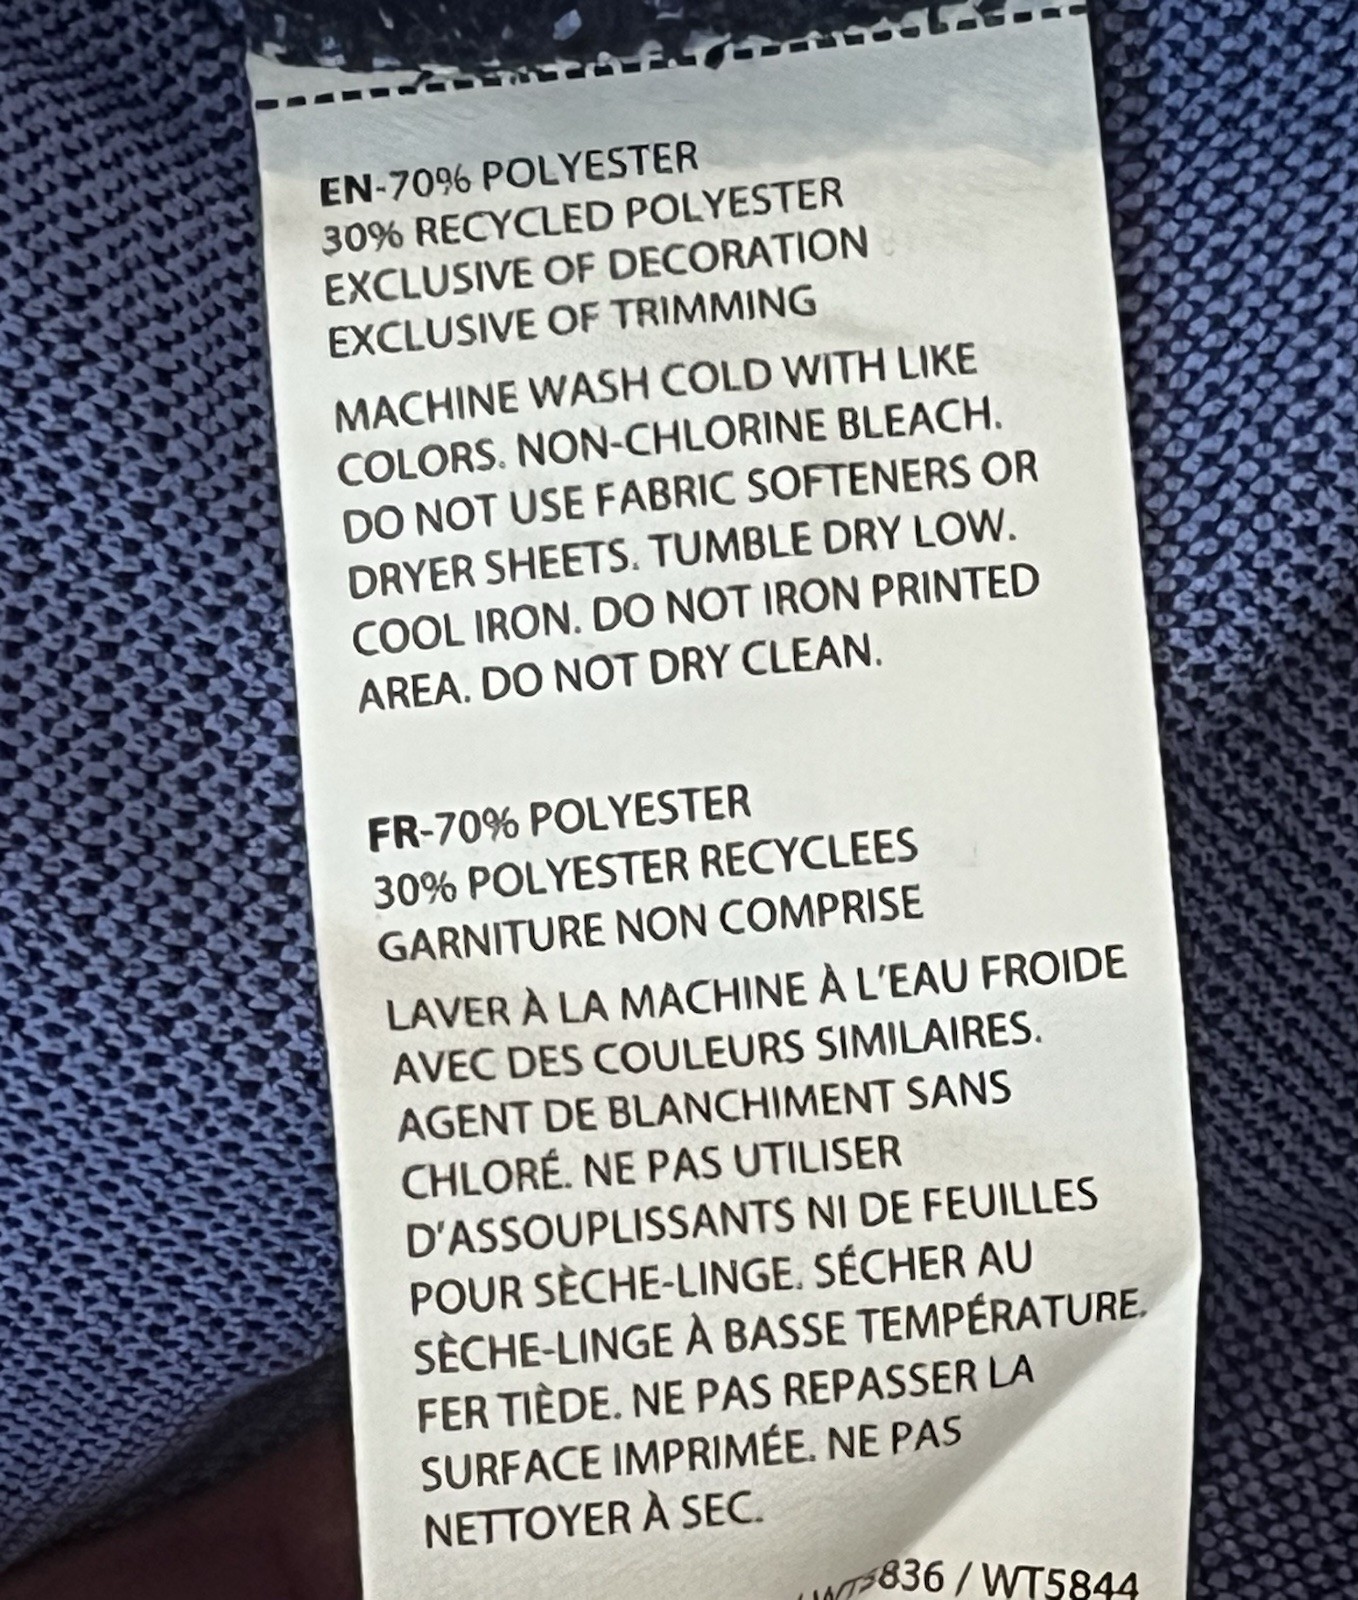 EN-70% POLYESTER
30% RECYCLED POLYESTER
EXCLUSIVE OF DECORATION
EXCLUSIVE OF TRIMMING
MACHINE WASH COLD WITH LIKE
COLORS. NON-CHLORINE BLEACH.
DO NOT USE FABRIC SOFTENERS OR
DRYER SHEETS. TUMBLE DRY LOW.
COOL IRON. DO NOT IRON PRINTED
AREA. DO NOT DRY CLEAN.
FR-70% POLYESTER
30% POLYESTER RECYCLEES
GARNITURE NON COMPRISE
LAVER À LA MACHINE À L'EAU FROIDE
AVEC DES COULEURS SIMILAIRES.
AGENT DE BLANCHIMENT SANS
CHLORÉ. NE PAS UTILISER
D'ASSOUPLISSANTS NI DE FEUILLES
POUR SÈCHE-LINGE. SÉCHER AU
SÈCHE-LINGE À BASSE TEMPÉRATURE.
FER TIÈDE. NE PAS REPASSER LA
SURFACE IMPRIMÉE. NE PAS
NETTOYER À SEC.
/ WT5844